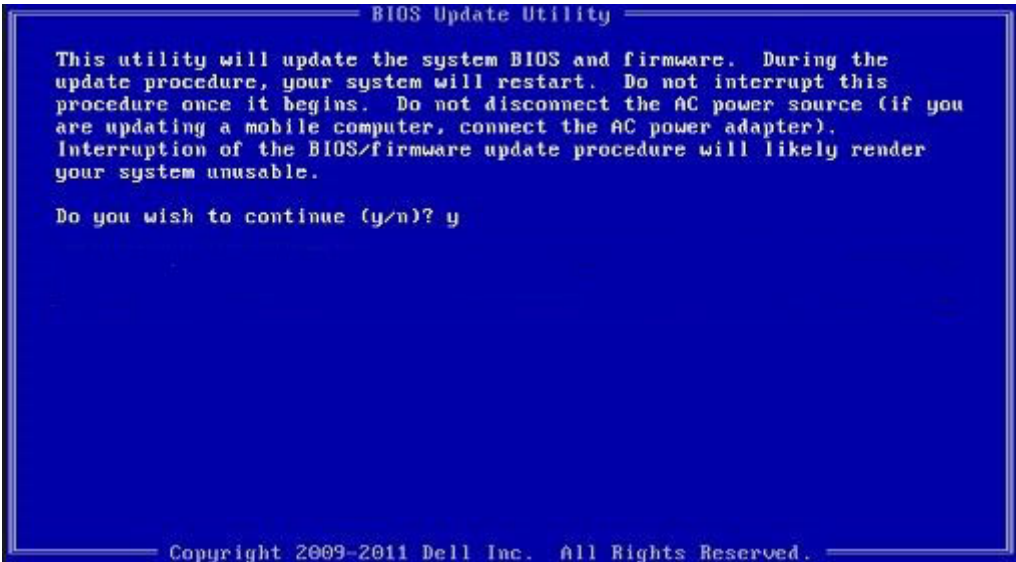 BIOS Update Utility
This utility will update the system BIOS and firmware. During the
update procedure, your system will restart. Do not interrupt this
procedure once it begins. Do not disconnect the AC power source (if you
are updating a mobile computer, connect the AC power adapter).
Interruption of the BIOS/firmware update procedure will likely render
your system unusable.
Do you wish to continue (y/n)? y
Copyright 2009-2011 Dell Inc. All Rights Reserved.